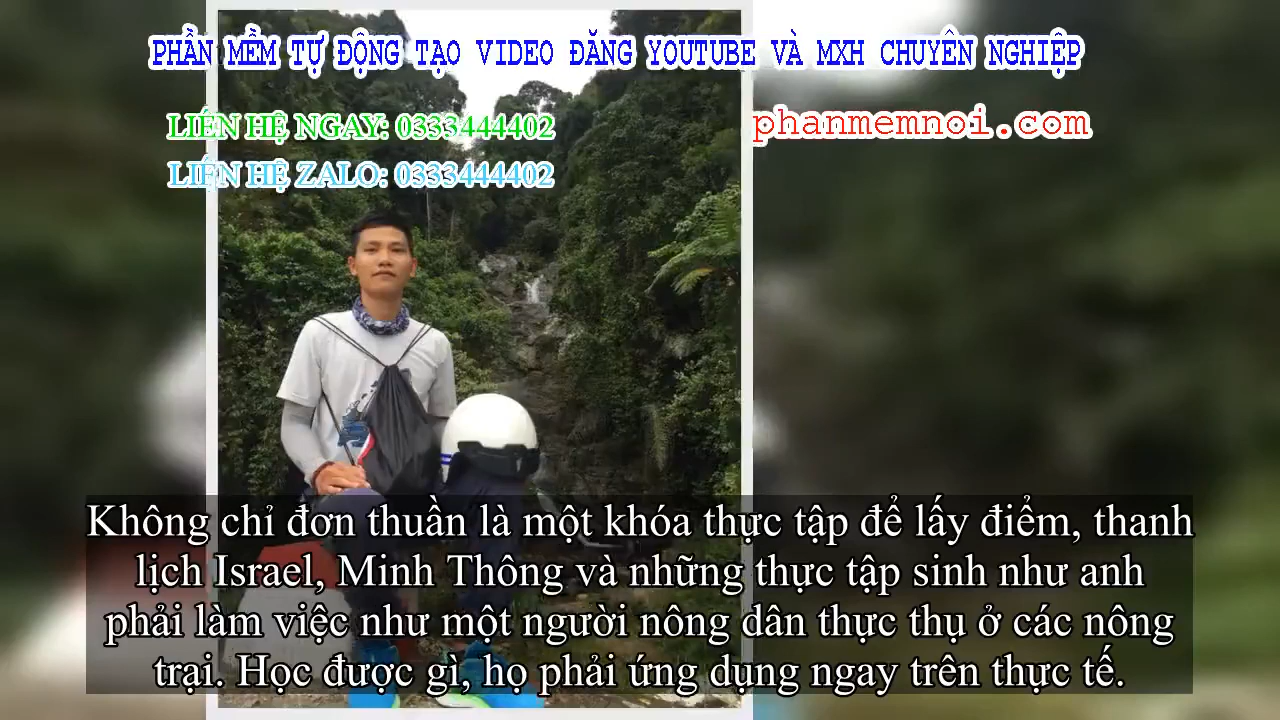 PHẦN MỀM TỰ ĐỘNG TẠO VIDEO ĐĂNG YOUTUBE VÀ MXH CHUYÊN NGHIỆP
LIÊN HỆ NGAY: 0333444402
phanmemnoi.com
LIÊN HỆ ZALO: 0333444402
Không chỉ đơn thuần là một khóa thực tập để lấy điểm, thanh
lịch Israel, Minh Thông và những thực tập sinh như anh
phải làm việc như một người nông dân thực thụ ở các nông
trại. Học được gì, họ phải ứng dụng ngay trên thực tế.